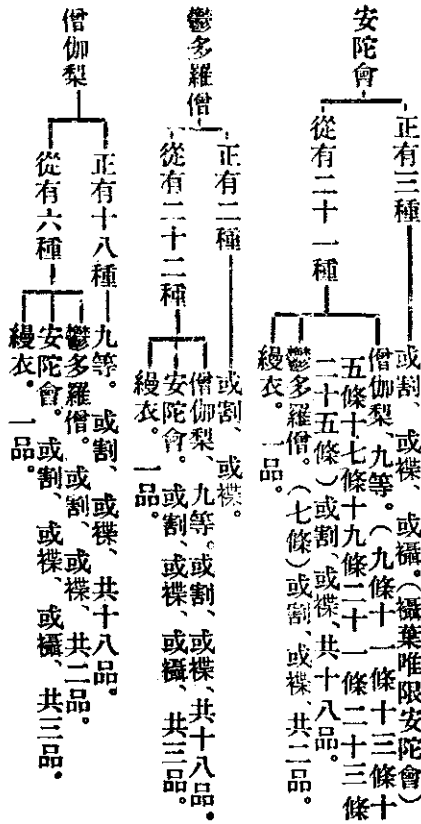 安陀會
正有三種
或割、或褋、或襵。(襵葉唯限安陀會)
從有二十一種
僧伽梨、九等。(九條十一條十三條十
五條十七條十九條二十一條二十三條
二十五條)或割、或褋、共十八品。
鬱多羅僧。(七條)或割、或褋、共二品。
縵衣。一品。
鬱多羅僧
正有二種
或割、或褋。
從有二十二種
僧伽梨、九等。或割、或褋、共十八品。
安陀會。或割、或褋、或襵、共三品。
縵衣。一品。
僧伽梨
正有十八種
九等。或割、或褋、共十八品。
從有六種
鬱多羅僧。或割、或褋、共二品。
安陀會。或割、或褋、或襵、共三品。
縵衣。一品。